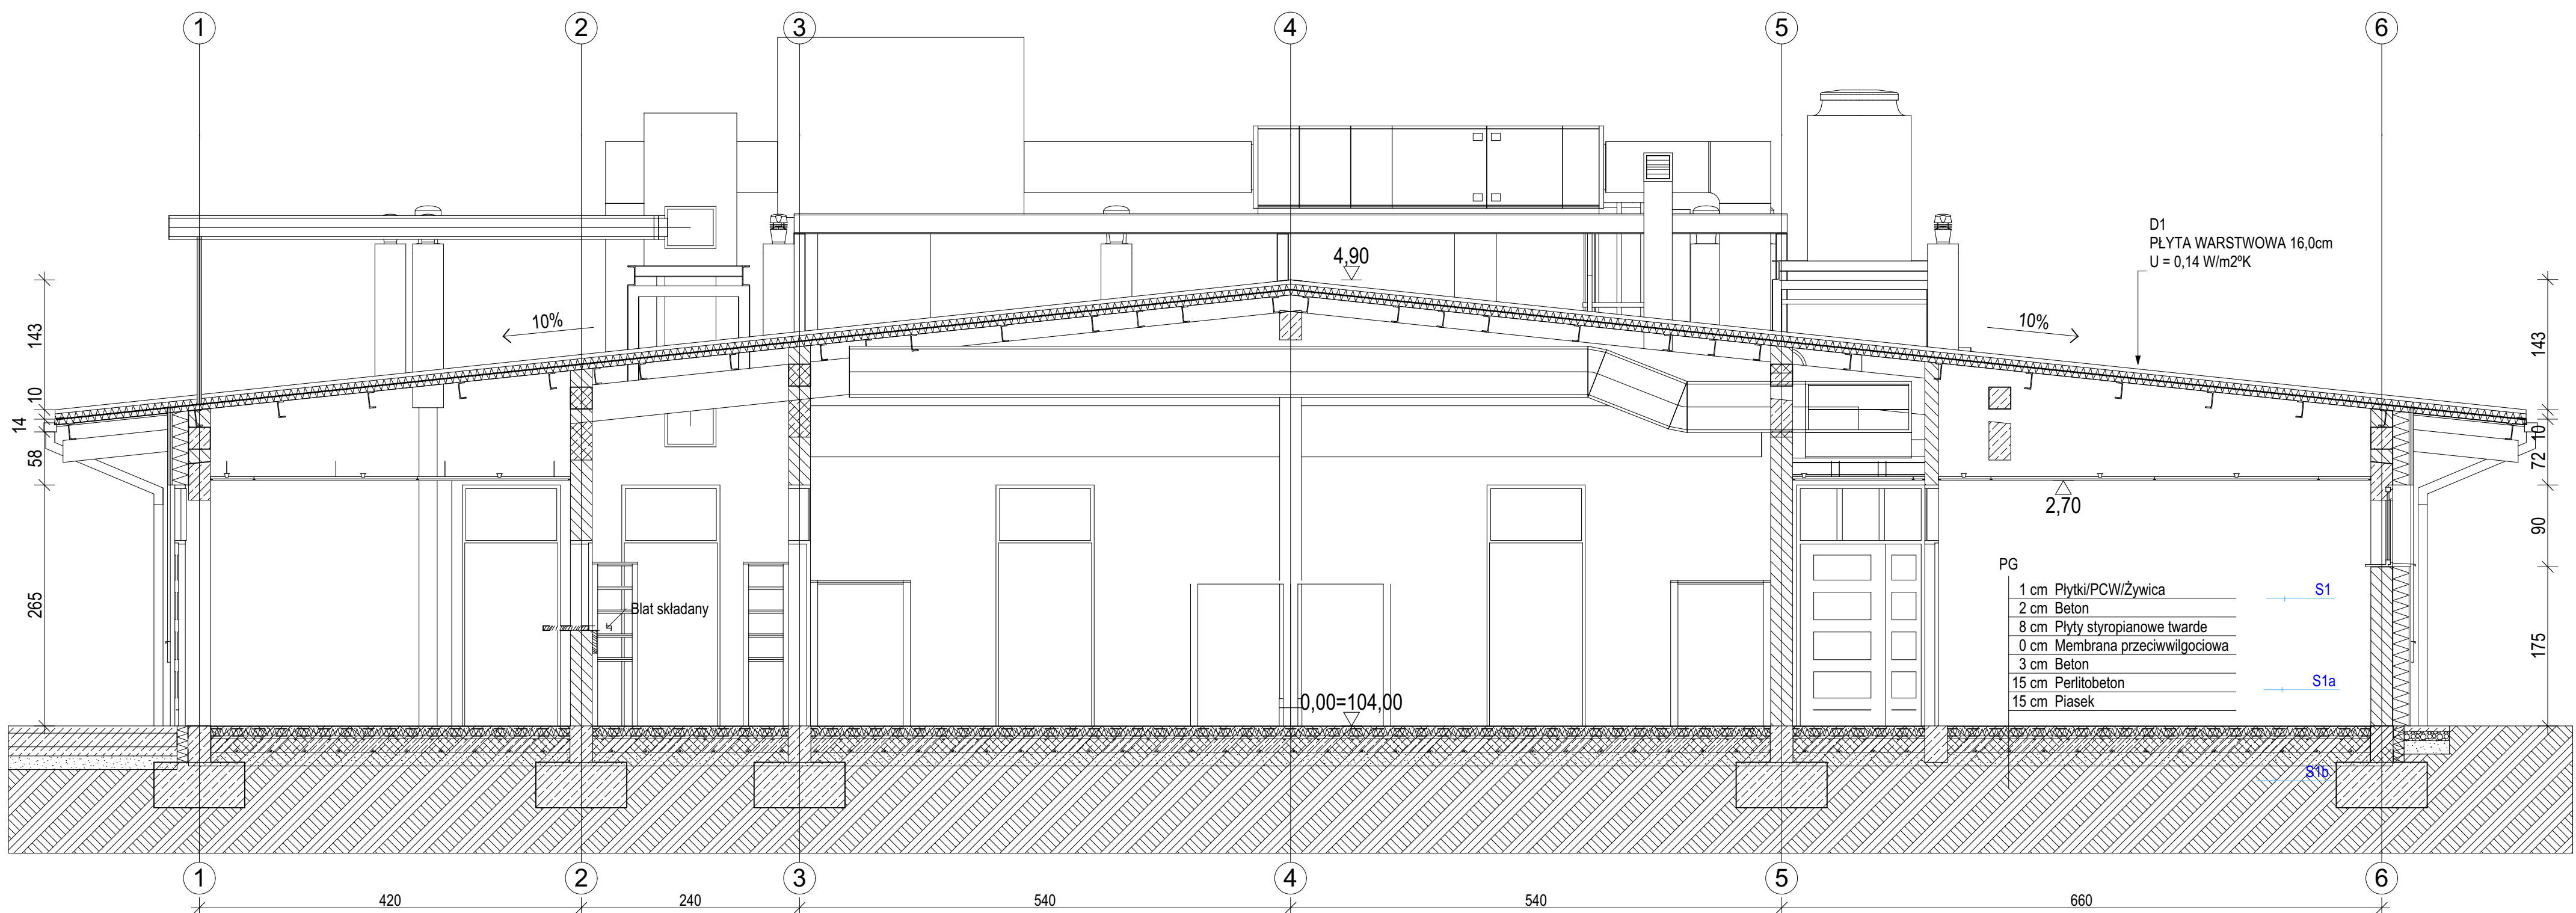 1
2
3
4
5
6
D1
PŁYTA WARSTWOWA 16,0cm
U = 0,14 W/m2ºK
4,90
10%
10%
143
10
14
58
265
143
10
72
90
175
2,70
PG
1 cm Płytki/PCW/Żywica
2 cm Beton
8 cm Płyty styropianowe twarde
0 cm Membrana przeciwwilgociowa
3 cm Beton
15 cm Perlitobeton
15 cm Piasek
S1
S1a
S1b
Blat składany
0,00=104,00
1
2
3
4
5
6
420
240
540
540
660